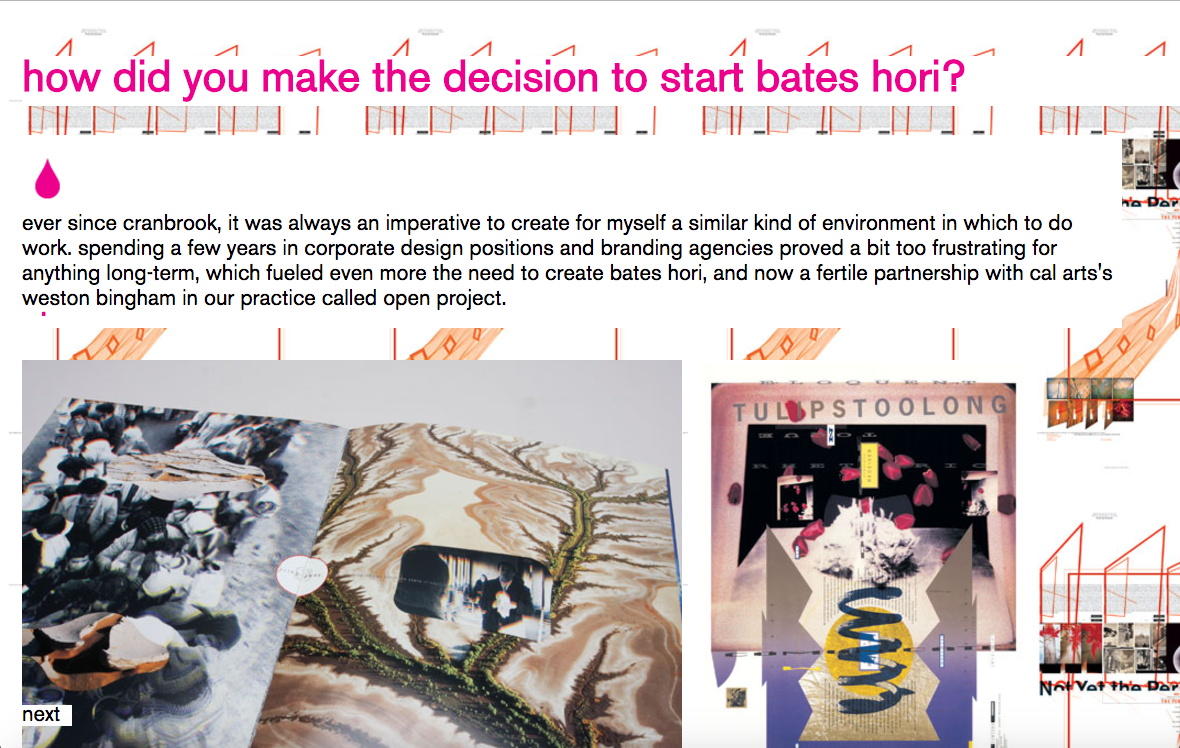 how did you make the decision to start bates hori?
ever since cranbrook, it was always an imperative to create for myself a similar kind of environment in which to do
work. spending a few years in corporate design positions and branding agencies proved a bit too frustrating for
anything long-term, which fueled even more the need to create bates hori, and now a fertile partnership with cal arts's
weston bingham in our practice called open project.
ELOQUENT
TULIPSTOOLONG
next
Not Yet the Per